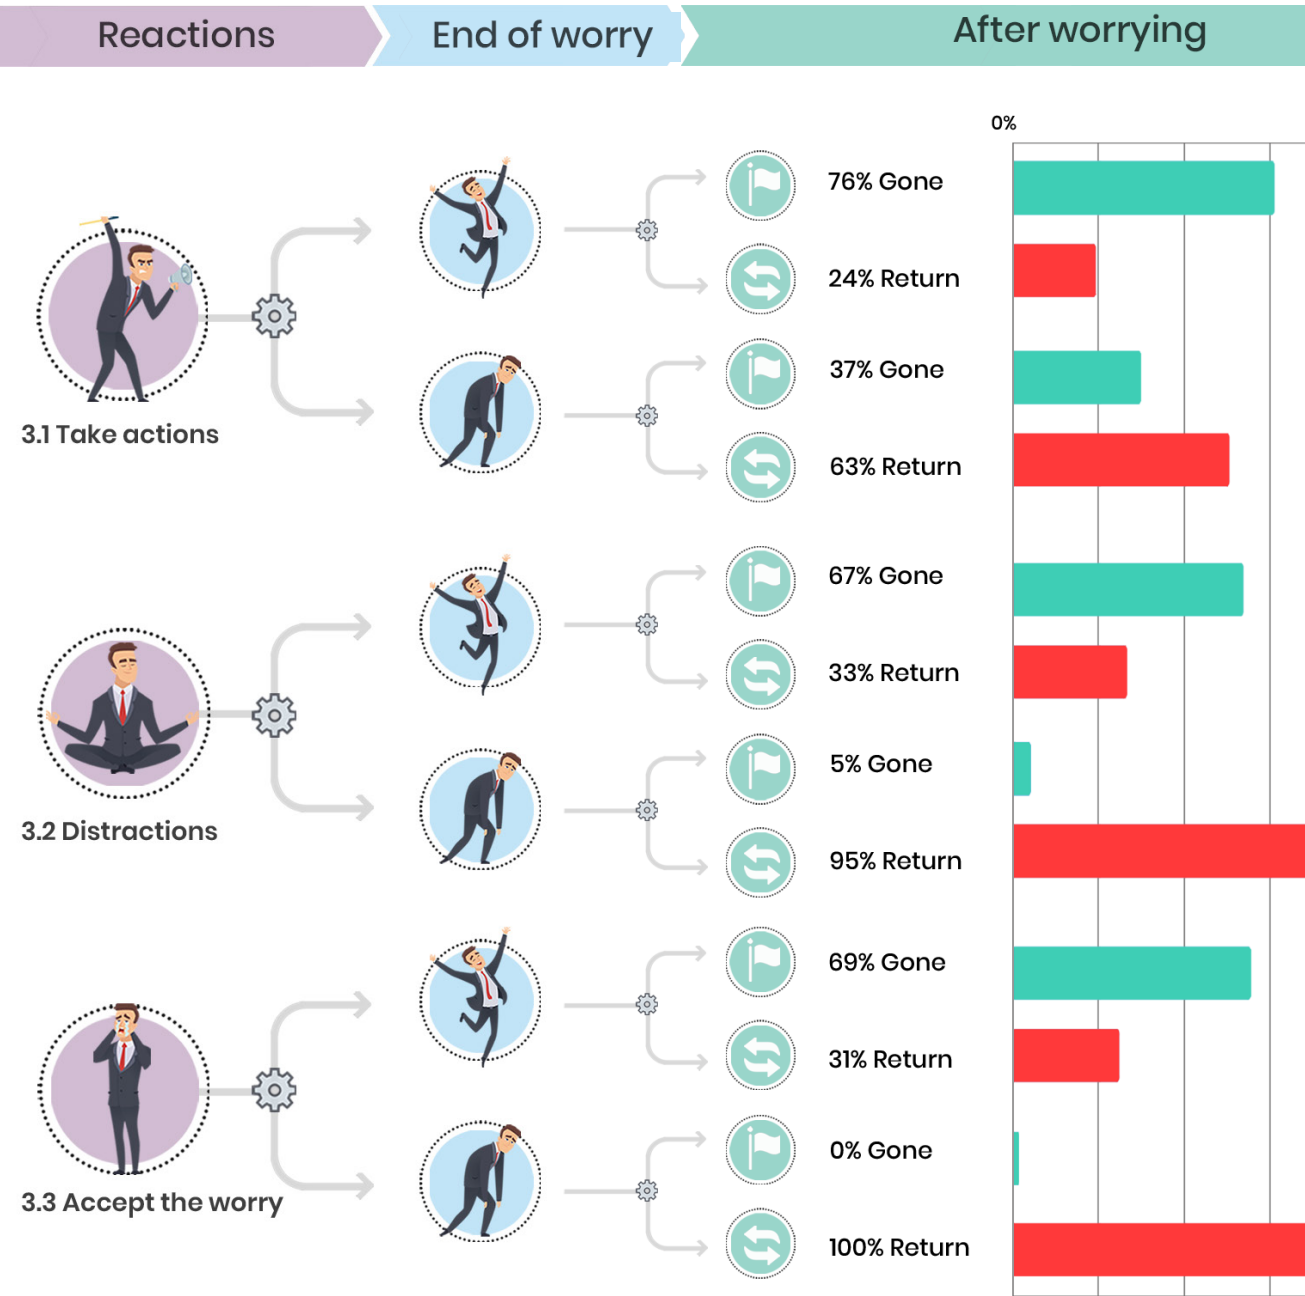 Reactions
End of worry
After worrying
0%
76% Gone
24% Return
37% Gone
63% Return
3.1 Take actions
67% Gone
33% Return
5% Gone
95% Return
3.2 Distractions
69% Gone
31% Return
0% Gone
100% Return
3.3 Accept the worry